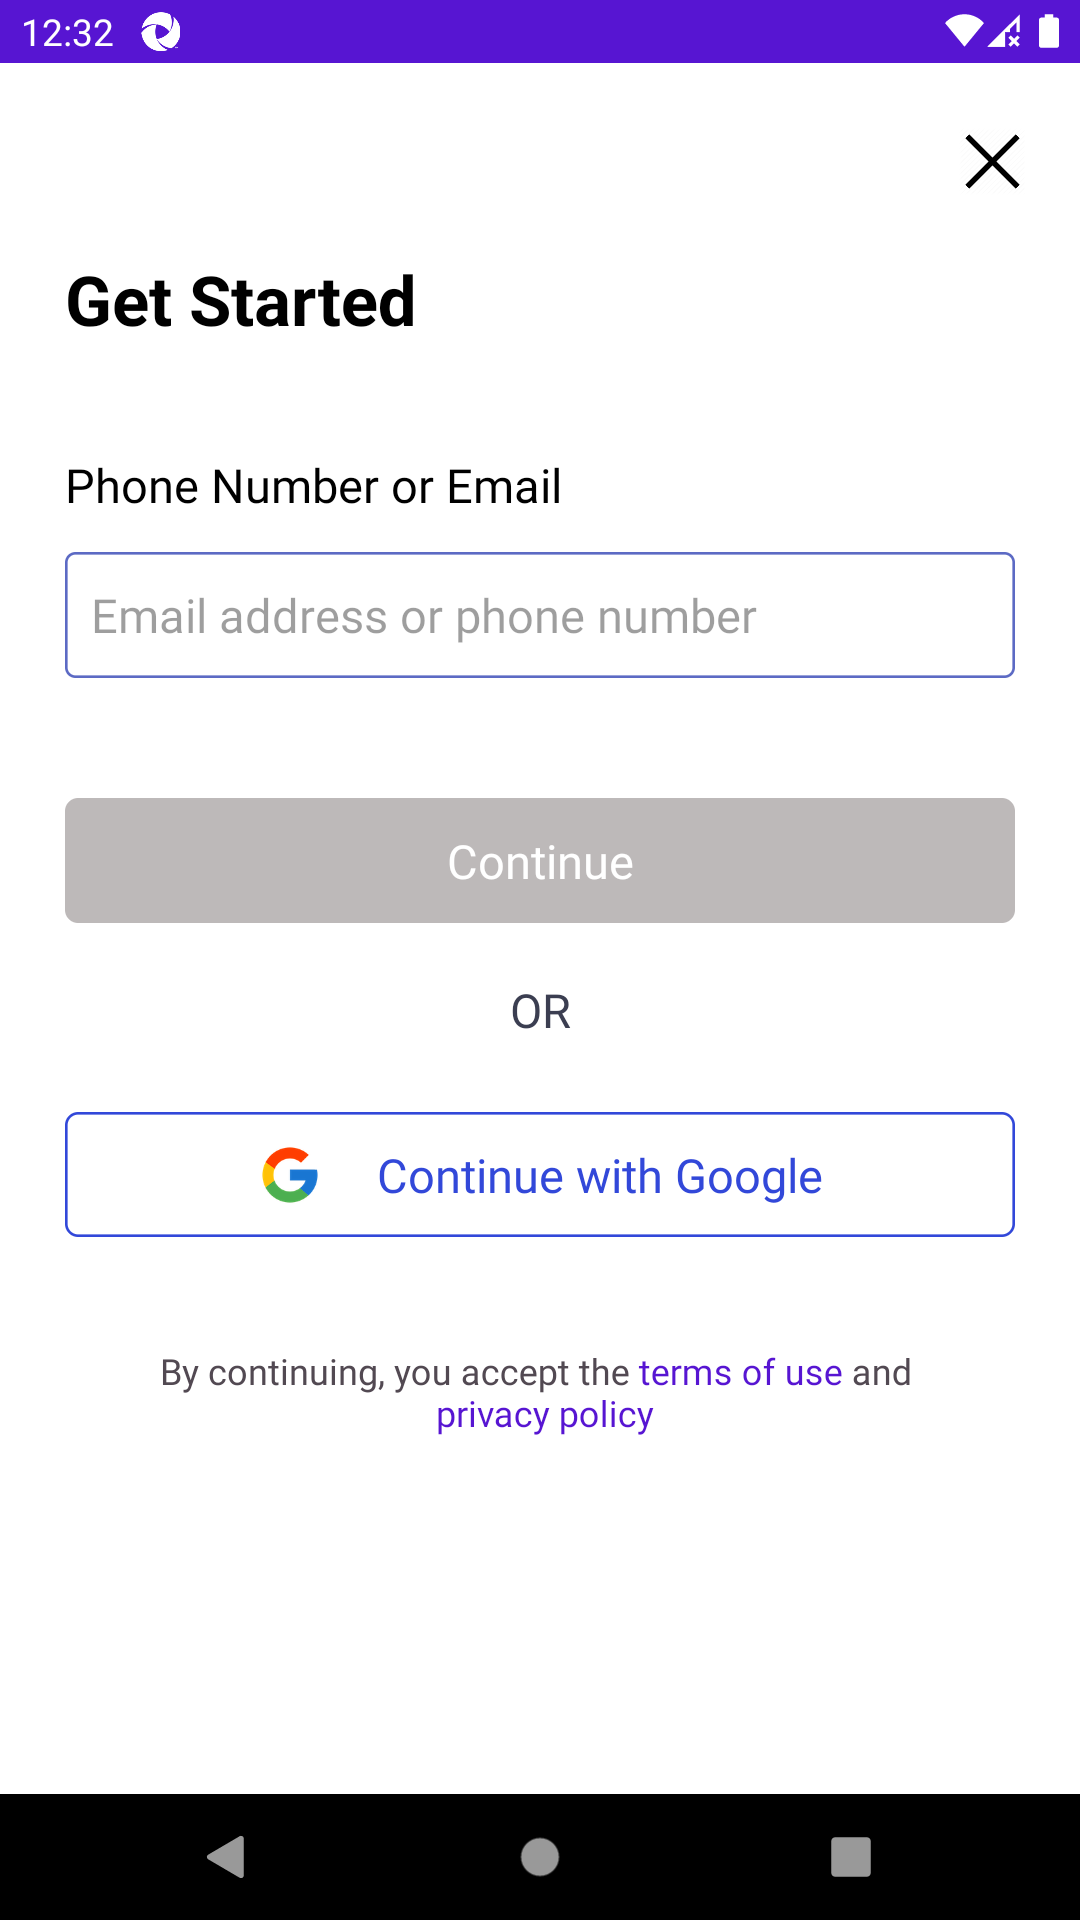 12:32
Get Started
Phone Number or Email
Email address or phone number
Continue
OR
Continue with Google
By continuing, you accept the terms of use and
privacy policy